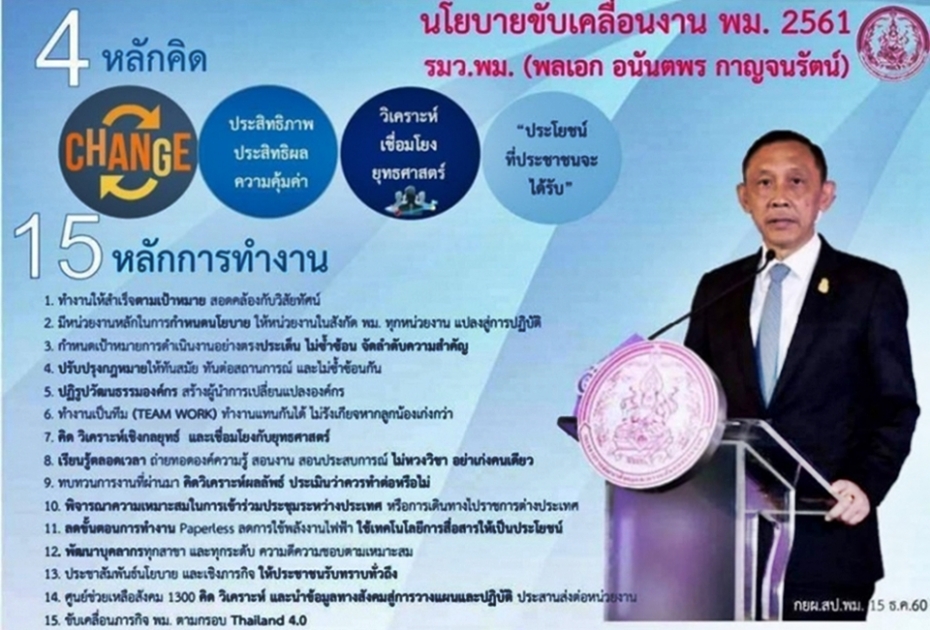 นโยบายขับเคลื่อนงาน พม. 2561
รมว.พม. (พลเอก อนันตพร กาญจนรัตน์)
4 หลักคิด
CHANGE
ประสิทธิภาพ
ประสิทธิผล
ความคุ้มค่า
วิเคราะห์
เชื่อมโยง
ยุทธศาสตร์
“ประโยชน์
ที่ประชาชนจะ
ได้รับ”
15 หลักการทำงาน
1. ทำงานให้สำเร็จตามเป้าหมาย สอดคล้องกับวิสัยทัศน์
2. มีหน่วยงานหลักในการกำหนดนโยบาย ให้หน่วยงานในสังกัด พม. ทุกหน่วยงาน แปลงสู่การปฏิบัติ
3. กำหนดเป้าหมายการดำเนินงานอย่างตรงประเด็น ไม่ซ้ำซ้อน จัดลำดับความสำคัญ
4. ปรับปรุงกฎหมายให้ทันสมัย ทันต่อสถานการณ์ และไม่ซ้ำซ้อนกัน
5. ปฏิรูปวัฒนธรรมองค์กร สร้างผู้นำการเปลี่ยนแปลงองค์กร
6. ทำงานเป็นทีม (TEAM WORK) ทำงานแทนกันได้ ไม่รังเกียจหากลูกน้องเก่งกว่า
7. คิด วิเคราะห์เชิงกลยุทธ์ และเชื่อมโยงกับยุทธศาสตร์
8. เรียนรู้ตลอดเวลา ถ่ายทอดองค์ความรู้ สอนงาน สอนประสบการณ์ ไม่หวงวิชา อย่าเก่งคนเดียว
9. ทบทวนการงานที่ผ่านมา คิดวิเคราะห์ผลลัพธ์ ประเมินว่าควรทำต่อหรือไม่
10. พิจารณาความเหมาะสมในการเข้าร่วมประชุมระหว่างประเทศ หรือการเดินทางไปราชการต่างประเทศ
11. ลดขั้นตอนการทำงาน Paperless ลดการใช้พลังงานไฟฟ้า ใช้เทคโนโลยีการสื่อสารให้เป็นประโยชน์
12. พัฒนาบุคลากรทุกสาขา และทุกระดับ ความดีความชอบตามเหมาะสม
13. ประชาสัมพันธ์นโยบาย และเชิงภารกิจ ให้ประชาชนรับทราบทั่วถึง
14. ศูนย์ช่วยเหลือสังคม 1300 คิด วิเคราะห์ และนำข้อมูลทางสังคมสู่การวางแผนและปฏิบัติ ประสานส่งต่อหน่วยงาน
15. ขับเคลื่อนภารกิจ พม. ตามกรอบ Thailand 4.0
กยผ.สป.พม. 15 ธ.ค.60